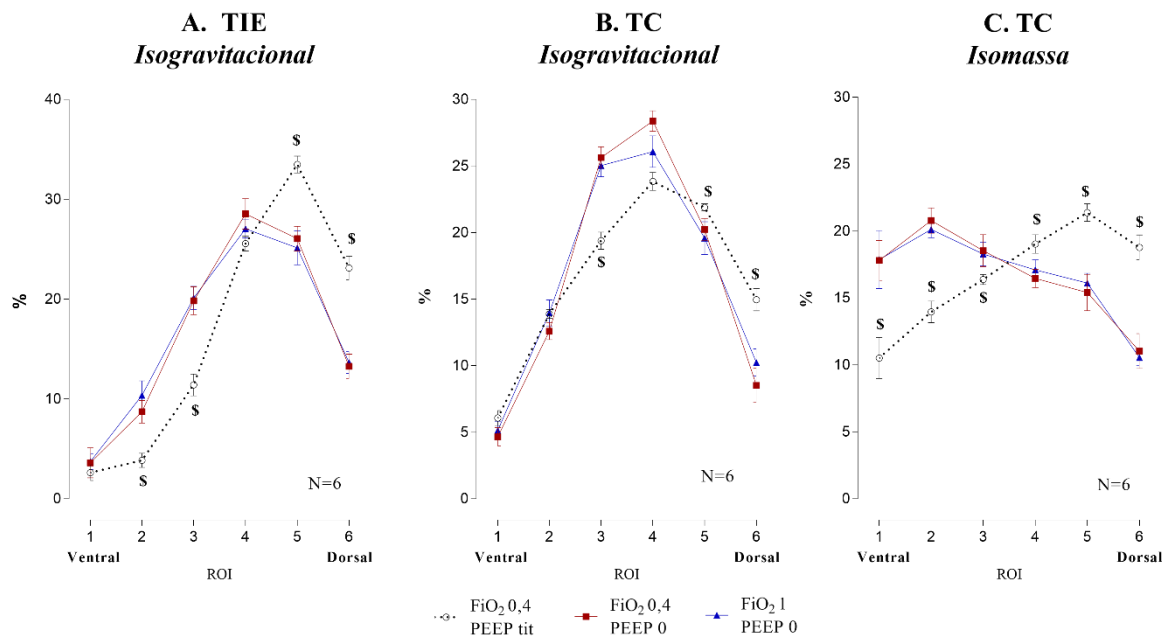 A. TIE
Isogravitacional
B. TC
Isogravitacional
C. TC
Isomassa
40
30
20
10
0
%
$
$
$
$
N=6
1 2 3 4 5 6
Ventral Dorsal
ROI
30
25
20
15
10
5
0
%
$
$
$
N=6
1 2 3 4 5 6
Ventral Dorsal
ROI
30
25
20
15
10
5
0
%
$
$
$
$
$
$
N=6
1 2 3 4 5 6
Ventral Dorsal
ROI
FiO₂ 0,4
PEEP tit
FiO₂ 0,4
PEEP 0
FiO₂ 1
PEEP 0